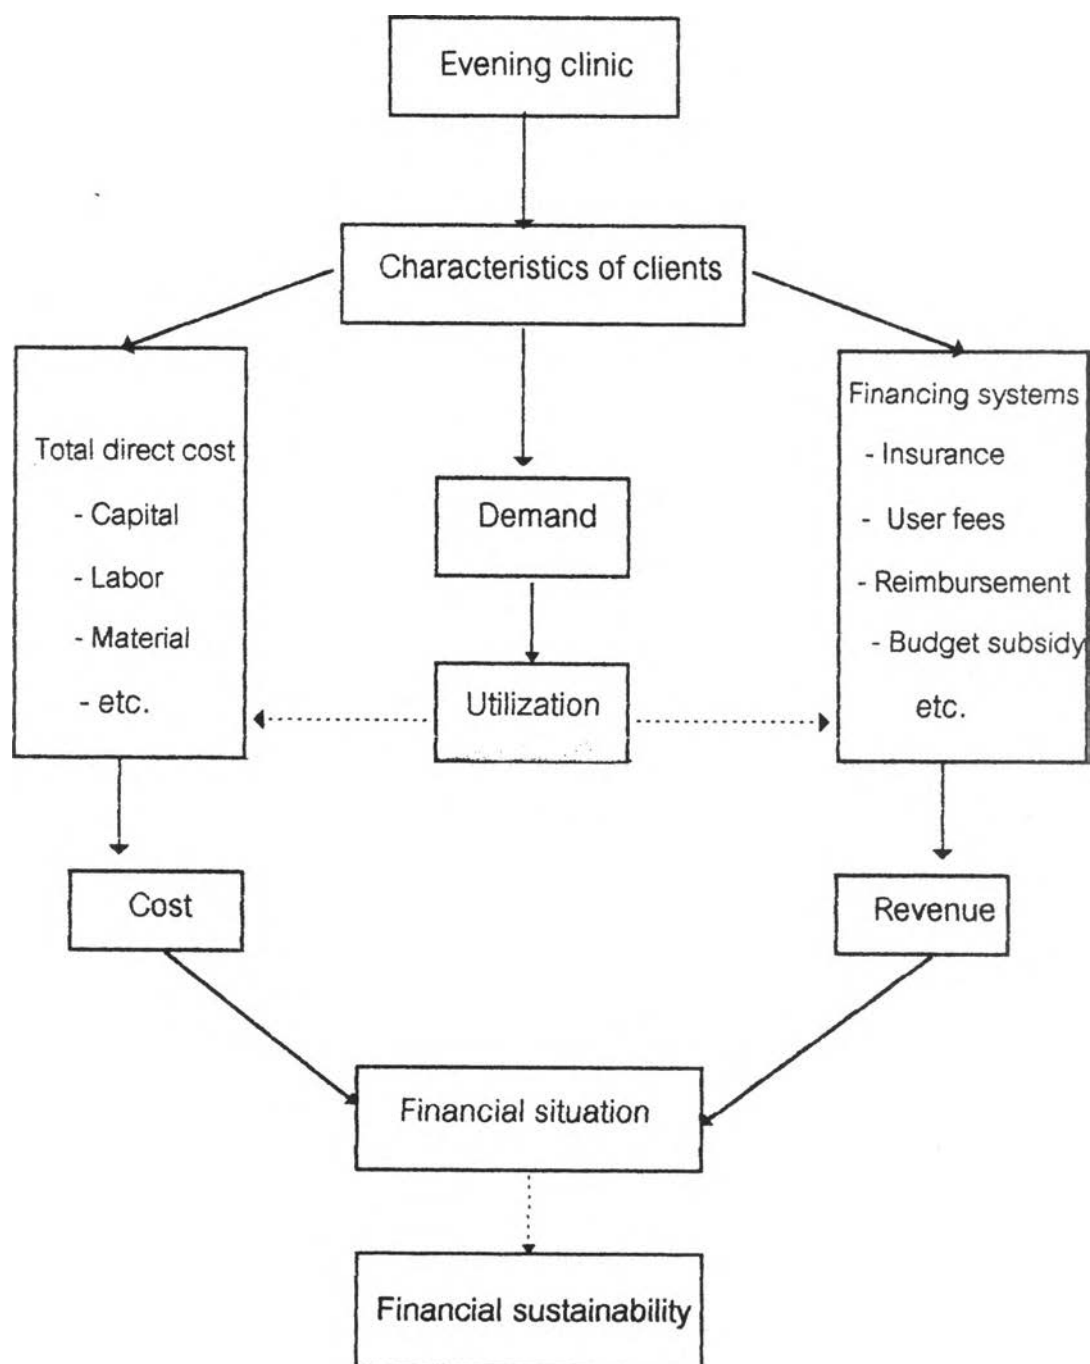 Evening clinic
Characteristics of clients
Total direct cost
- Capital
- Labor
- Material
- etc.
Demand
Utilization
Financing systems
- Insurance
- User fees
- Reimbursement
- Budget subsidy
etc.
Cost
Revenue
Financial situation
Financial sustainability